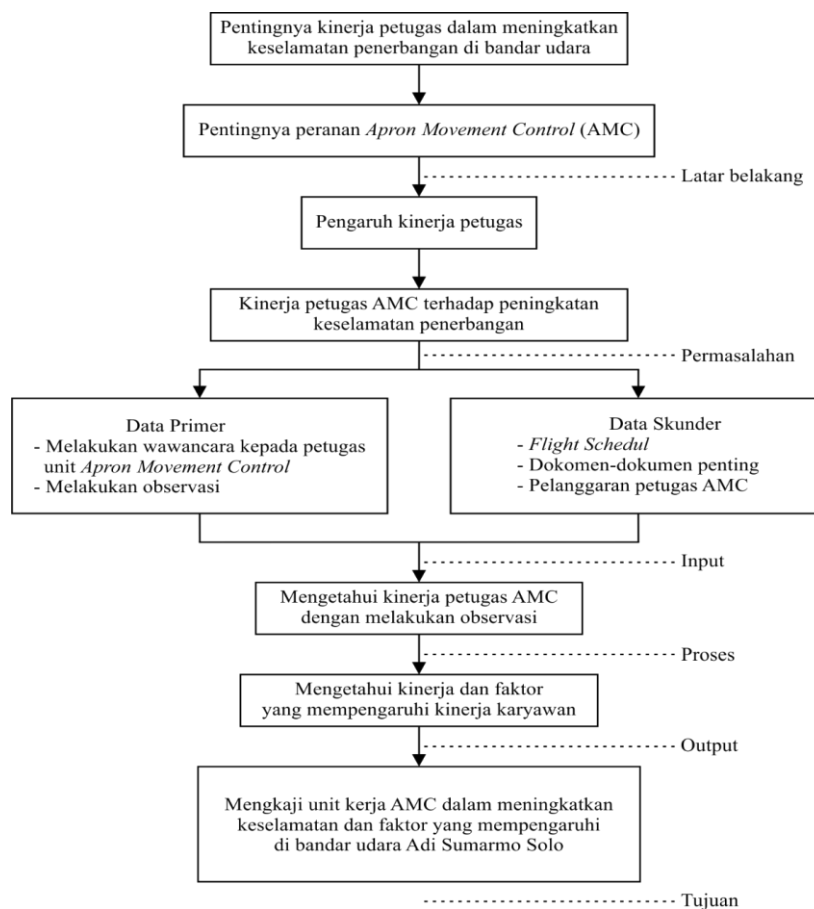 Pentingnya kinerja petugas dalam meningkatkan
keselamatan penerbangan di bandar udara
Pentingnya peranan Apron Movement Control (AMC)
Latar belakang
Pengaruh kinerja petugas
Kinerja petugas AMC terhadap peningkatan
keselamatan penerbangan
Permasalahan
Data Primer
- Melakukan wawancara kepada petugas
unit Apron Movement Control
- Melakukan observasi
Data Skunder
- Flight Schedul
- Dokomen-dokumen penting
- Pelanggaran petugas AMC
Input
Mengetahui kinerja petugas AMC
dengan melakukan observasi
Proses
Mengetahui kinerja dan faktor
yang mempengaruhi kinerja karyawan
Output
Mengkaji unit kerja AMC dalam meningkatkan
keselamatan dan faktor yang mempengaruhi
di bandar udara Adi Sumarmo Solo
Tujuan